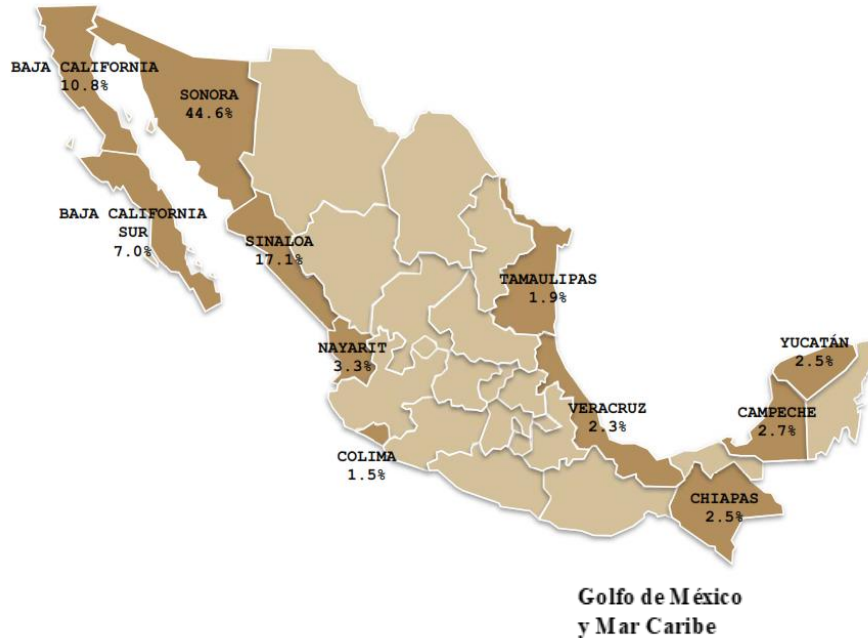 BAJA CALIFORNIA
10.8%
SONORA
44.6%
BAJA CALIFORNIA
SUR
7.0%
SINALOA
17.1%
TAMAULIPAS
1.9%
NAYARIT
3.3%
YUCATÁN
2.5%
VERACRUZ
2.3%
CAMPECHE
2.7%
COLIMA
1.5%
CHIAPAS
2.5%
Golfo de México
y Mar Caribe